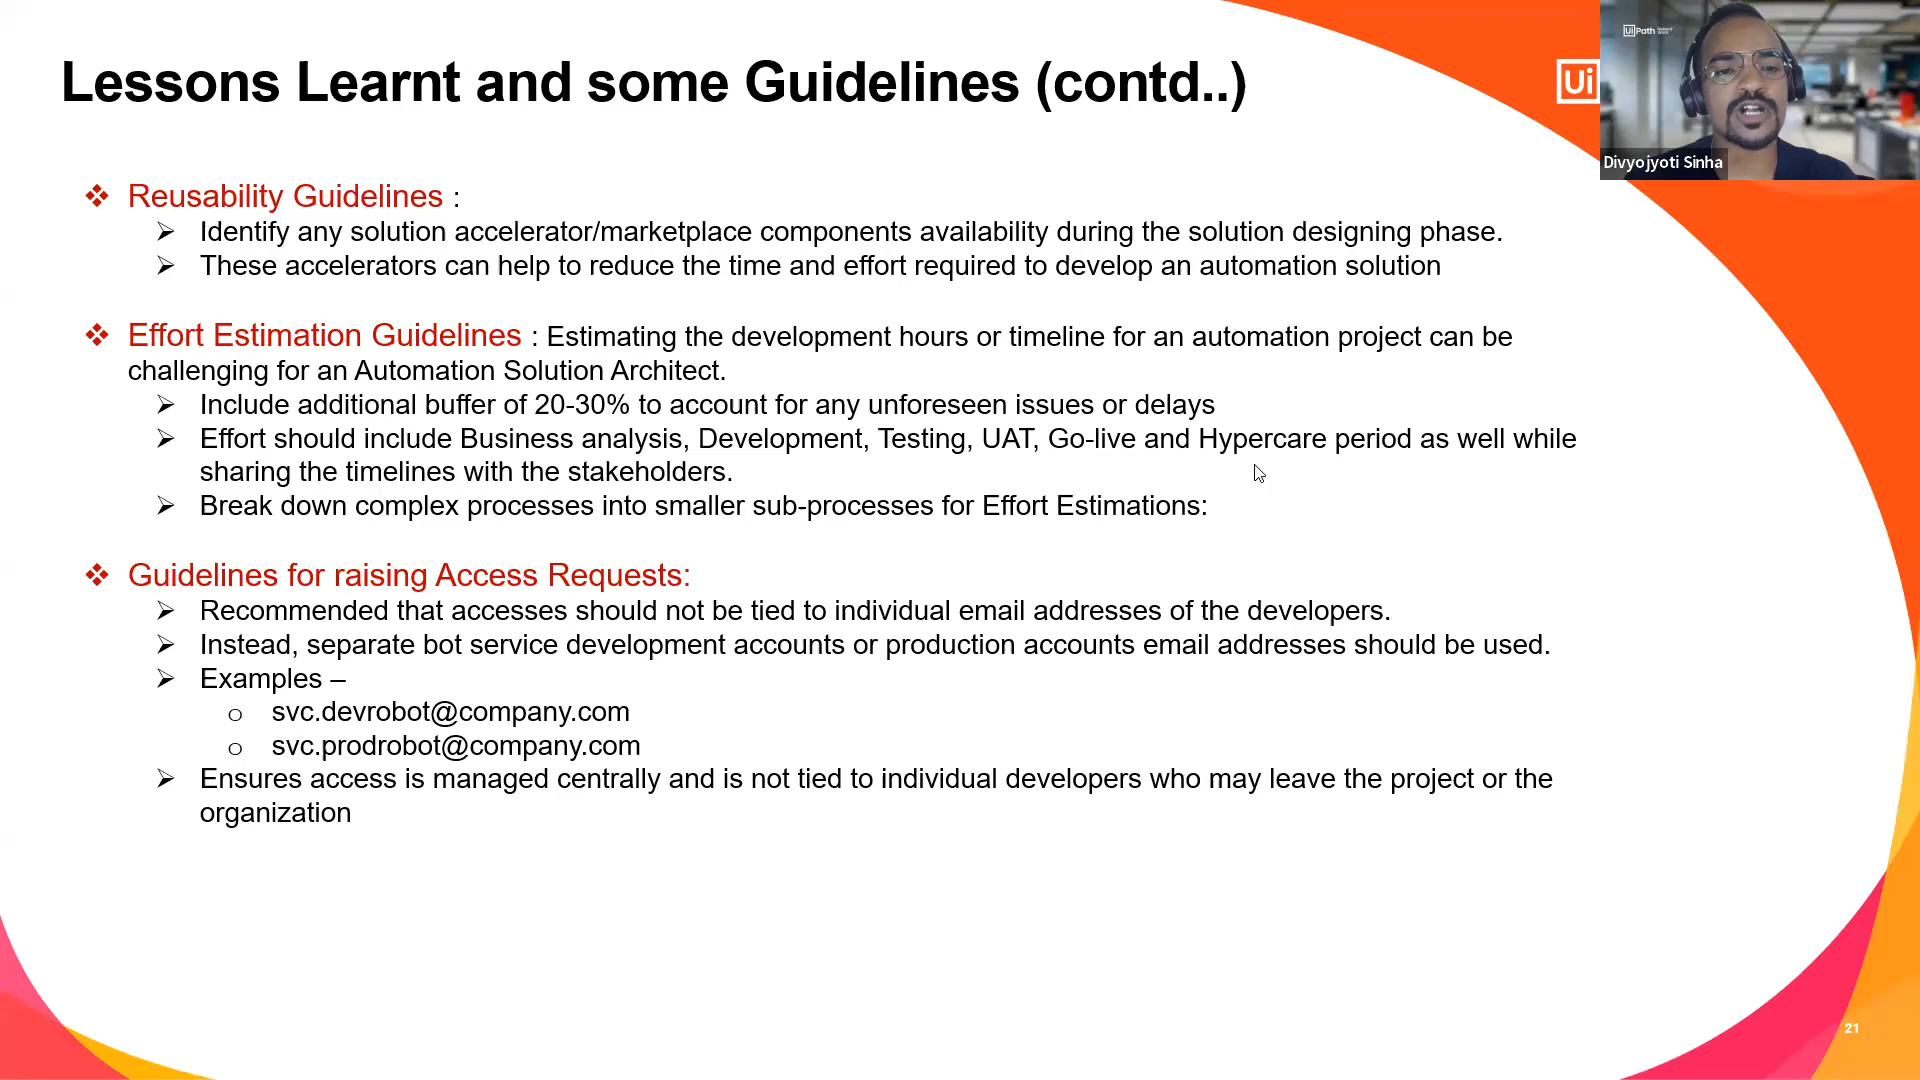 Lessons Learnt and some Guidelines (contd..)
Ui
UiPath
Divyojyoti Sinha
❖ Reusability Guidelines :
➢ Identify any solution accelerator/marketplace components availability during the solution designing phase.
➢ These accelerators can help to reduce the time and effort required to develop an automation solution
❖ Effort Estimation Guidelines : Estimating the development hours or timeline for an automation project can be
challenging for an Automation Solution Architect.
➢ Include additional buffer of 20-30% to account for any unforeseen issues or delays
➢ Effort should include Business analysis, Development, Testing, UAT, Go-live and Hypercare period as well while
sharing the timelines with the stakeholders.
➢ Break down complex processes into smaller sub-processes for Effort Estimations:
❖ Guidelines for raising Access Requests:
➢ Recommended that accesses should not be tied to individual email addresses of the developers.
➢ Instead, separate bot service development accounts or production accounts email addresses should be used.
➢ Examples –
o svc.devrobot@company.com
o svc.prodrobot@company.com
➢ Ensures access is managed centrally and is not tied to individual developers who may leave the project or the
organization
21